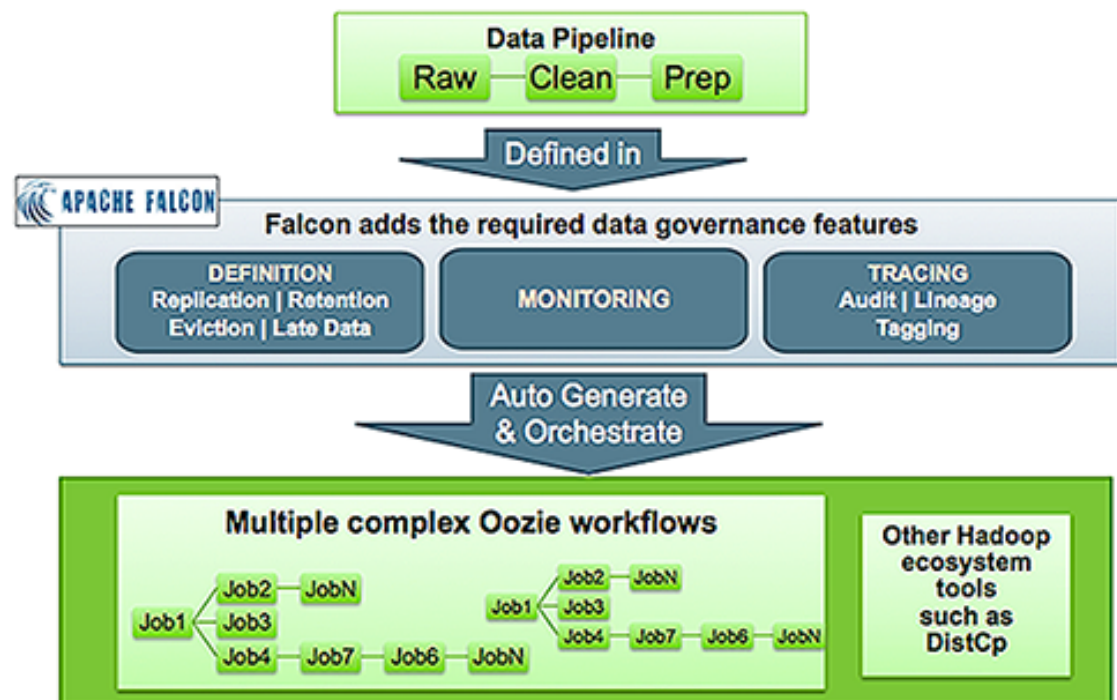 Data Pipeline
Raw Clean Prep
Defined in
APACHE FALCON
Falcon adds the required data governance features
DEFINITION
Replication | Retention
Eviction | Late Data
MONITORING
TRACING
Audit | Lineage
Tagging
Auto Generate
& Orchestrate
Multiple complex Oozie workflows
Job2 JobN
Job1 Job3
Job4 Job7 Job6 JobN
Job2 JobN
Job1 Job3
Job4 Job7 Job6 JobN
Other Hadoop
ecosystem
tools
such as
DistCp